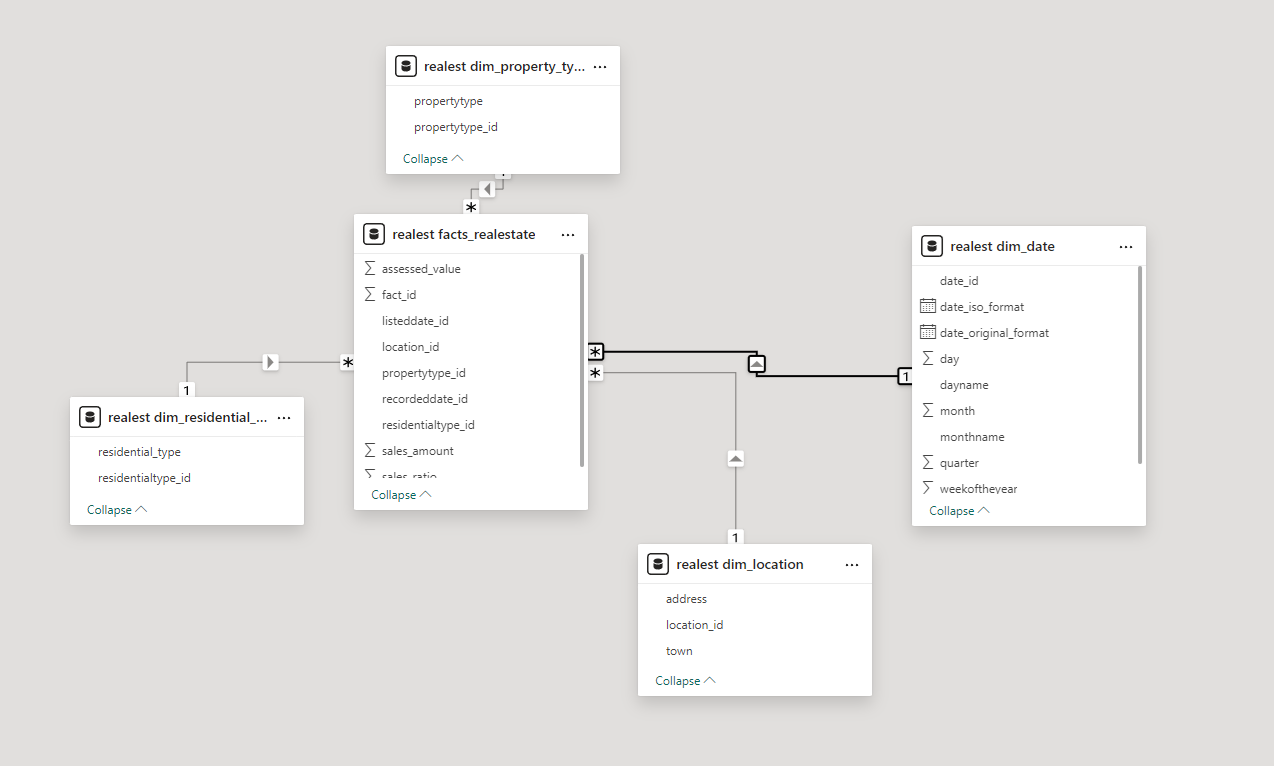 realest dim_property_ty... ...
propertytype
propertytype_id
Collapse
1
*
realest facts_realestate ...
assessed_value
fact_id
listeddate_id
location_id
propertytype_id
recordeddate_id
residentialtype_id
sales_amount
sales_ratio
Collapse
*
1
realest dim_residential_... ...
residential_type
residentialtype_id
Collapse
*
*
1
realest dim_date ...
date_id
date_iso_format
date_original_format
day
dayname
month
monthname
quarter
weekoftheyear
Collapse
1
realest dim_location ...
address
location_id
town
Collapse